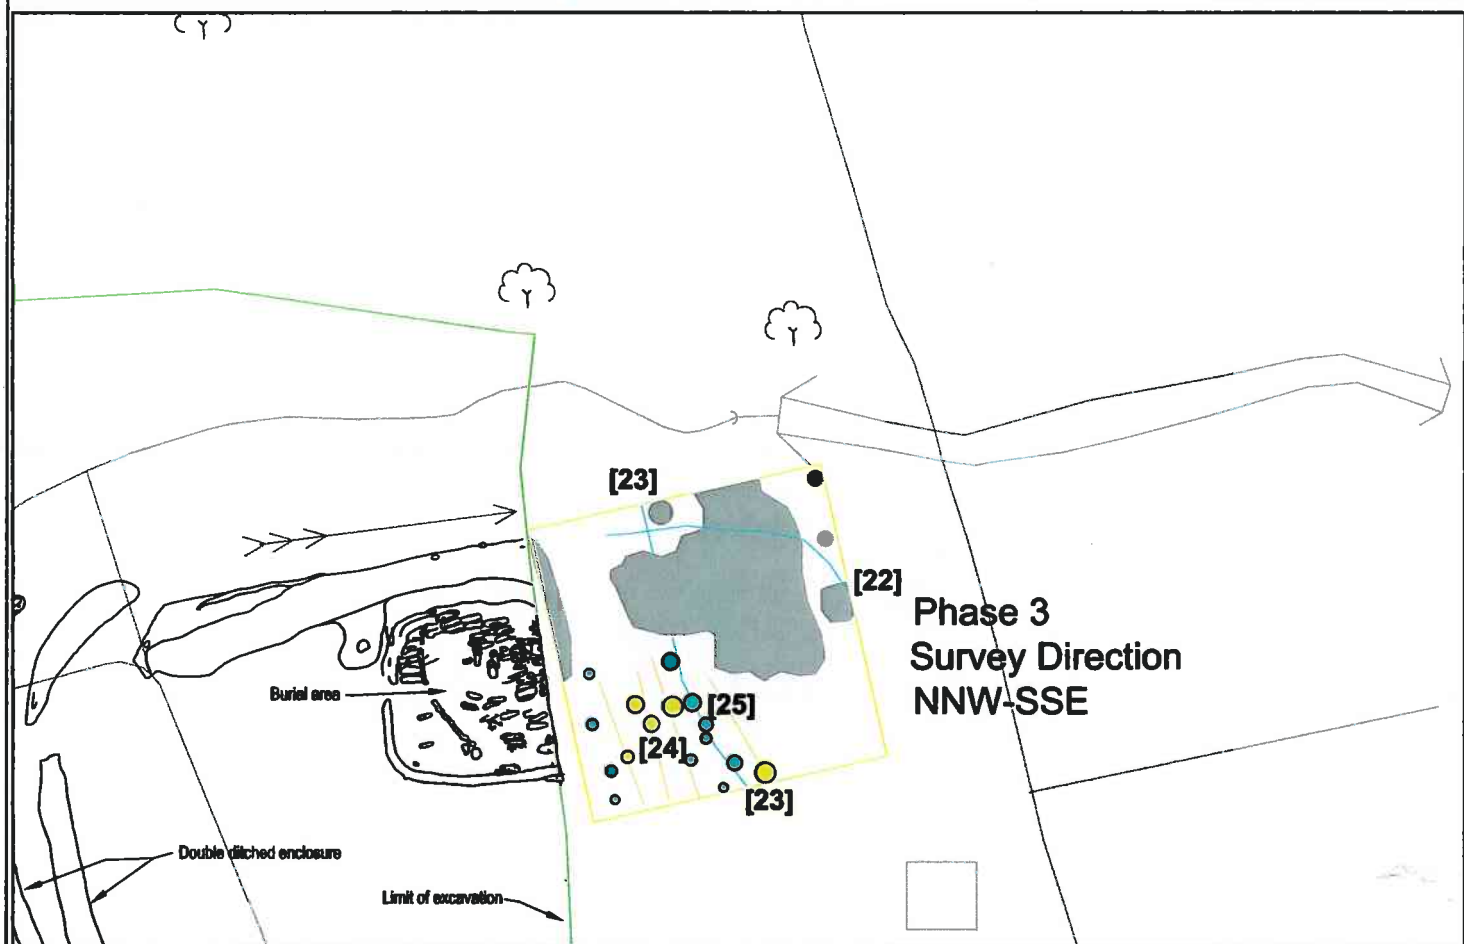 [23]
[22]
Phase 3
Survey Direction
NNW-SSE
Burial area
[25]
[24]
[23]
Double ditched enclosure
Limit of excavation